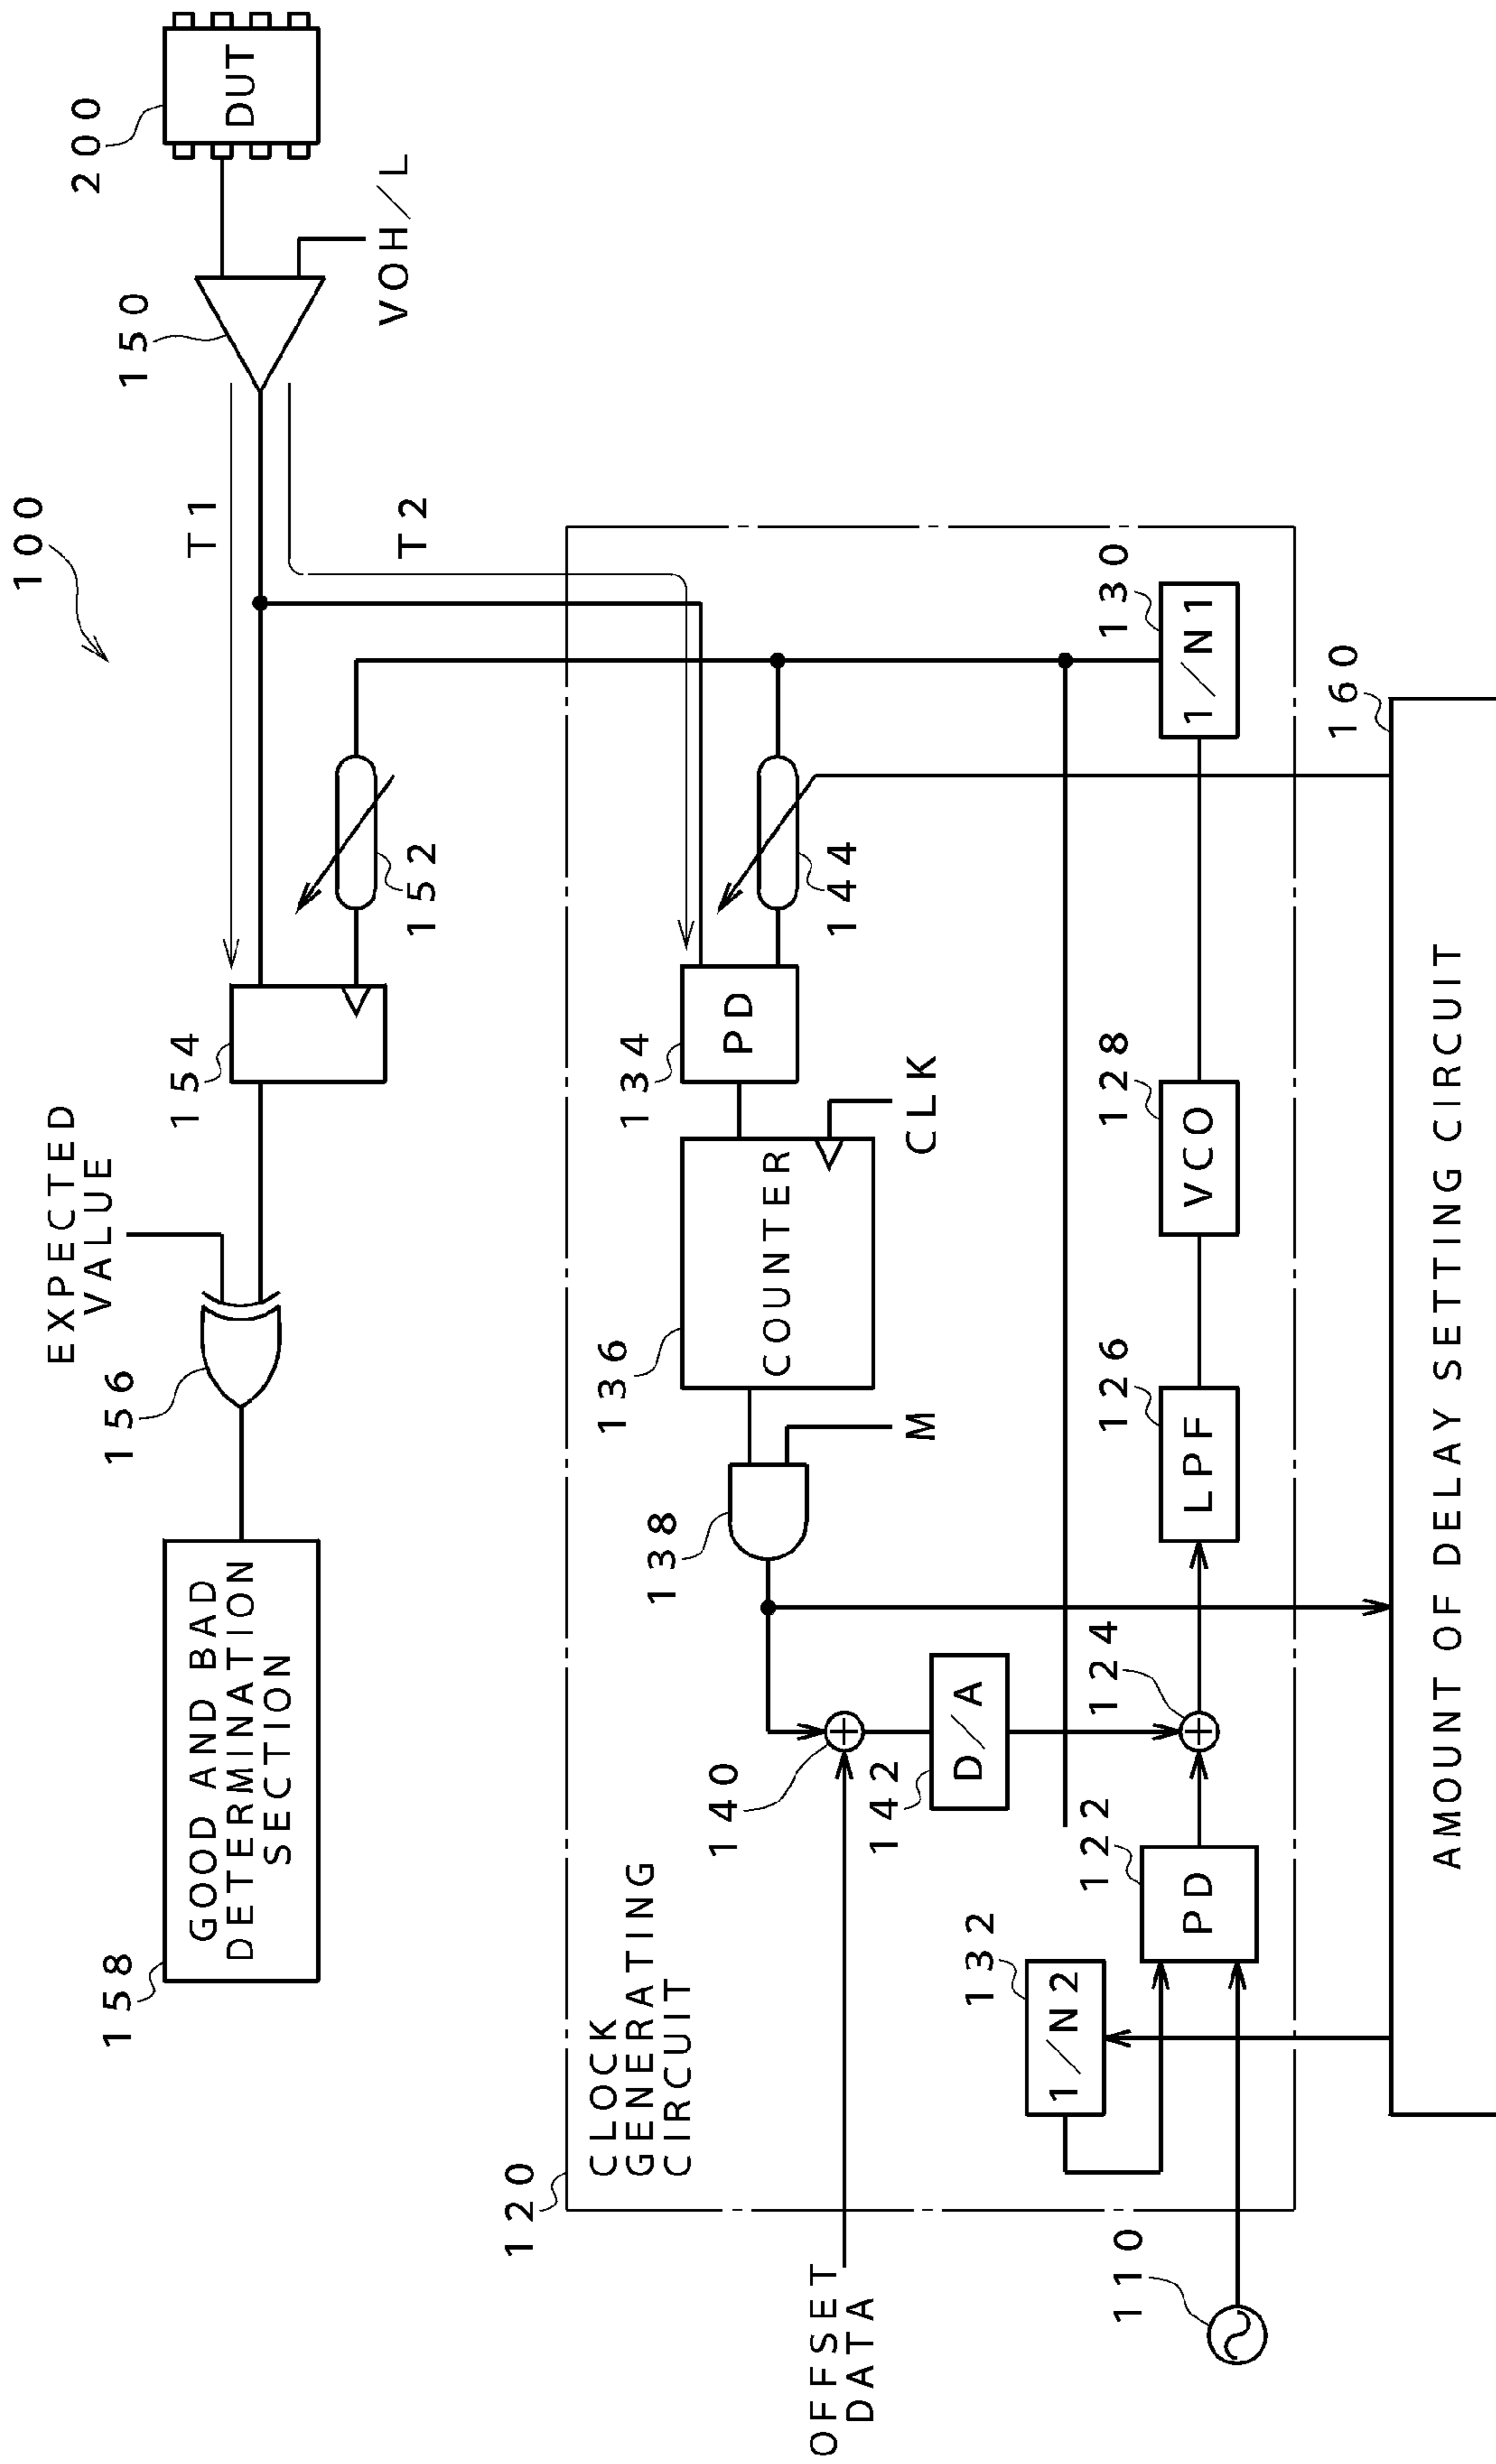 100
EXPECTED
VALUE
158
GOOD AND BAD
DETERMINATION
SECTION
156
154
T1
150
200
DUT
152
T2
VOH/L
120
CLOCK
GENERATING
CIRCUIT
138
136
COUNTER
134
PD
M
CLK
144
OFFSET
DATA
140
142
D/A
132
1/N2
110
122
PD
124
126
LPF
128
VCO
130
1/N1
160
AMOUNT OF DELAY SETTING CIRCUIT